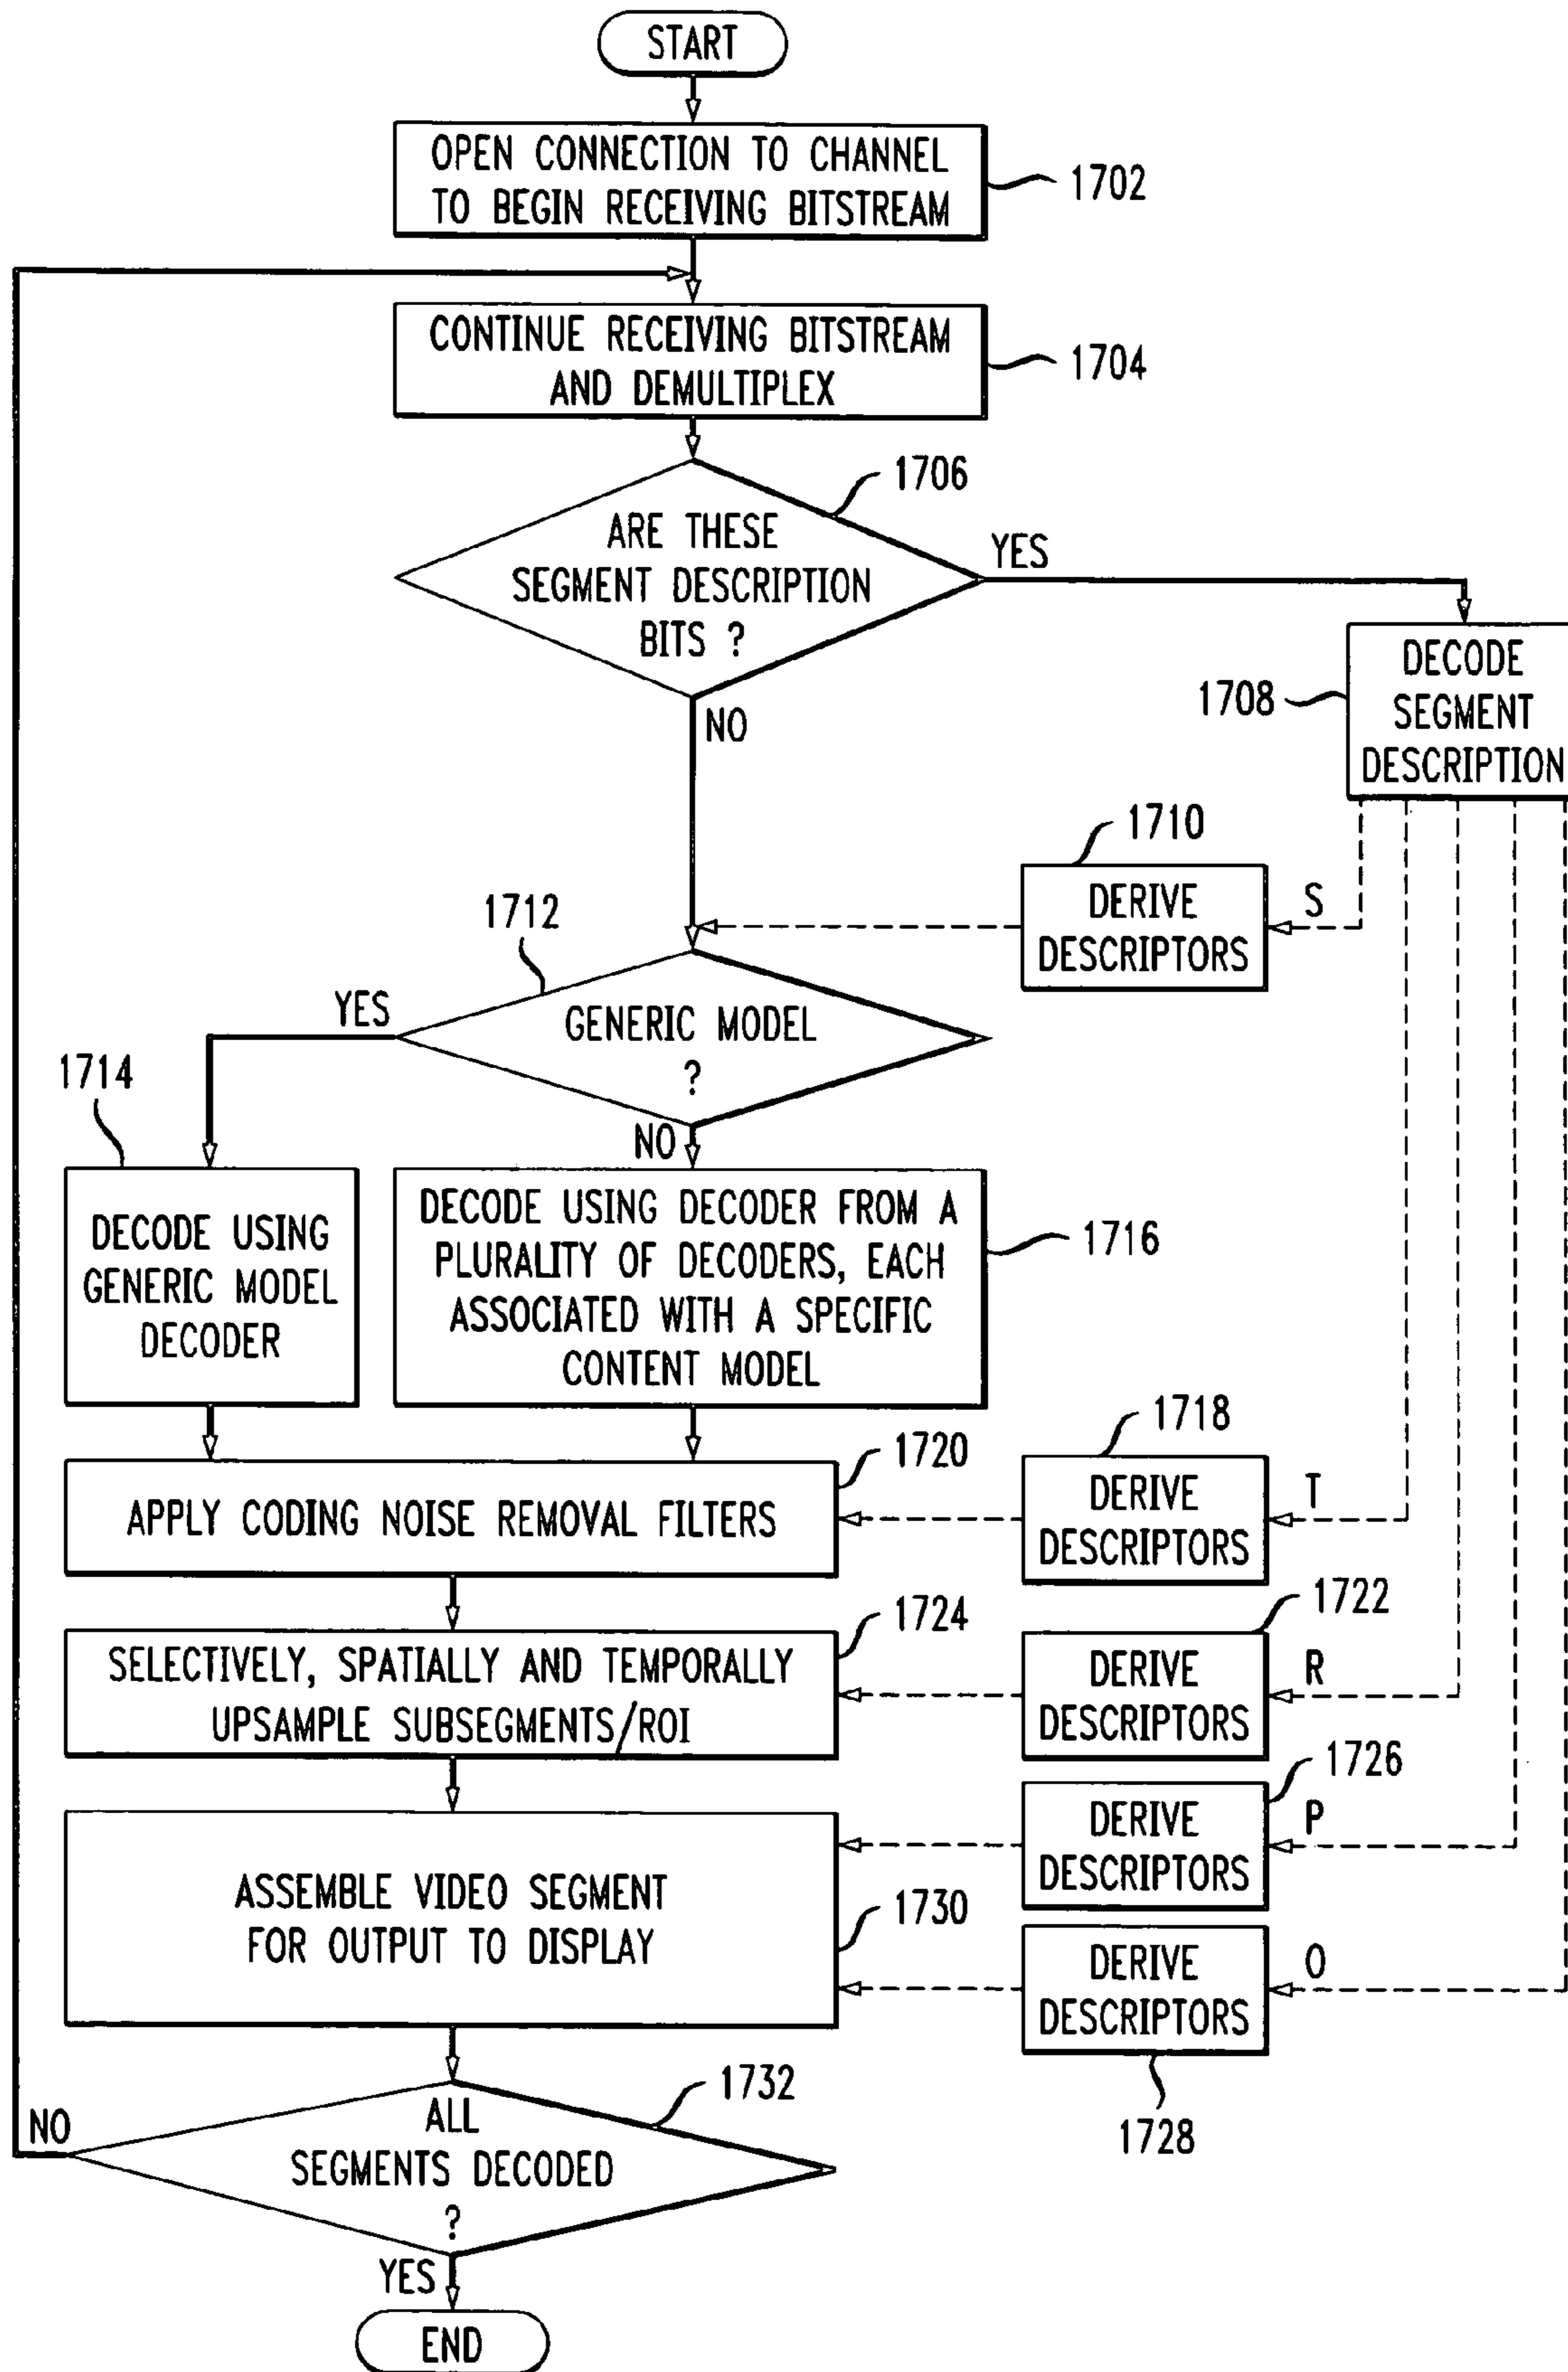 START
OPEN CONNECTION TO CHANNEL
TO BEGIN RECEIVING BITSTREAM
1702
CONTINUE RECEIVING BITSTREAM
AND DEMULTIPLEX
1704
1706
ARE THESE
SEGMENT DESCRIPTION
BITS ?
YES
NO
1708
DECODE
SEGMENT
DESCRIPTION
1710
DERIVE
DESCRIPTORS
S
1712
GENERIC MODEL
?
YES
NO
1714
DECODE USING
GENERIC MODEL
DECODER
DECODE USING DECODER FROM A
PLURALITY OF DECODERS, EACH
ASSOCIATED WITH A SPECIFIC
CONTENT MODEL
1716
1718
DERIVE
DESCRIPTORS
T
1720
APPLY CODING NOISE REMOVAL FILTERS
1722
DERIVE
DESCRIPTORS
R
1724
SELECTIVELY, SPATIALLY AND TEMPORALLY
UPSAMPLE SUBSEGMENTS/ROI
1726
DERIVE
DESCRIPTORS
P
ASSEMBLE VIDEO SEGMENT
FOR OUTPUT TO DISPLAY
1730
DERIVE
DESCRIPTORS
O
1728
1732
ALL
SEGMENTS DECODED
?
NO
YES
END